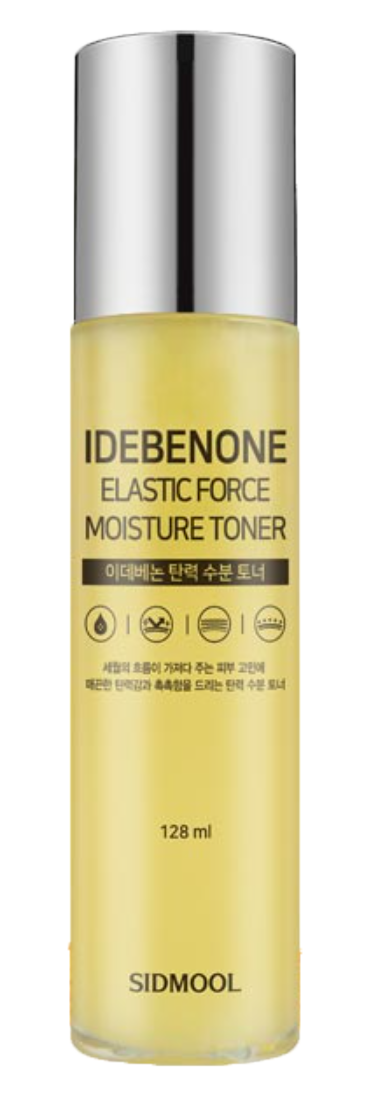 IDEBENONE
ELASTIC FORCE
MOISTURE TONER
이데베논 탄력 수분 토너
세월의 흐름이 가져다 주는 피부 고민에
매끈한 탄력감과 촉촉함을 드리는 탄력 수분 토너
128 ml
SIDMOOL